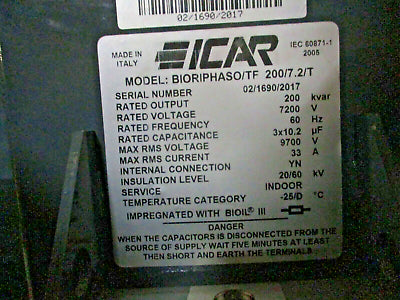 02/1690/2017
MADE IN
ITALY
ICAR
IEC 60871-1
2005
MODEL: BIORIPHASO/TF 200/7.2/T
SERIAL NUMBER 02/1690/2017
RATED OUTPUT 200 kvar
RATED VOLTAGE 7200 V
RATED FREQUENCY 60 Hz
RATED CAPACITANCE 3x10.2 µF
MAX RMS VOLTAGE 9700 V
MAX RMS CURRENT 33 A
INTERNAL CONNECTION YN
INSULATION LEVEL 20/60 kV
SERVICE INDOOR
TEMPERATURE CATEGORY -25/D °C
IMPREGNATED WITH BIOIL® III
DANGER
WHEN THE CAPACITORS IS DISCONNECTED FROM THE
SOURCE OF SUPPLY WAIT FIVE MINUTES AT LEAST
THEN SHORT AND EARTH THE TERMINALS